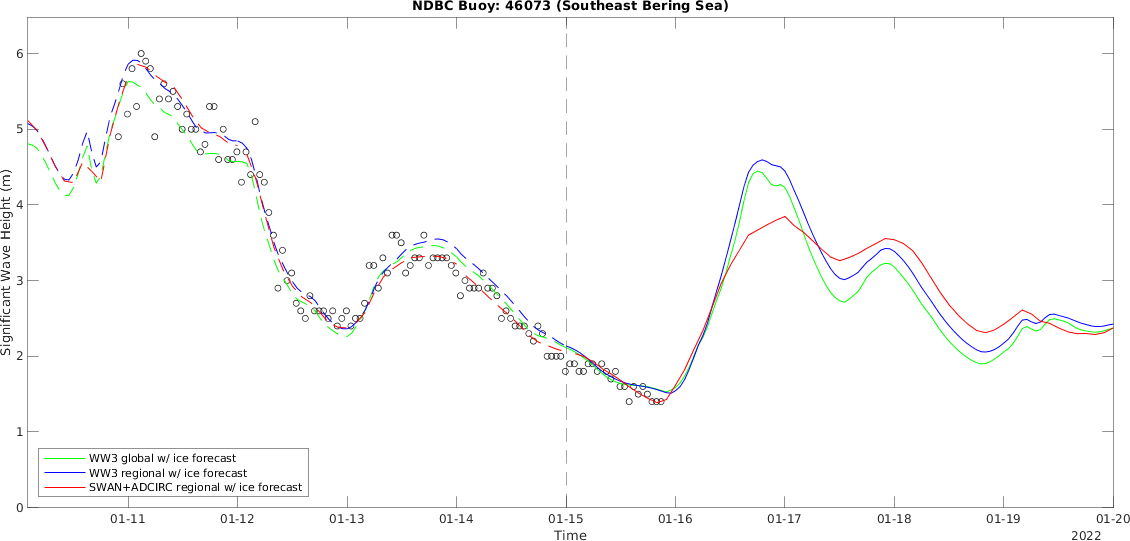 NDBC Buoy: 46073 (Southeast Bering Sea)
Significant Wave Height (m)
6
5
4
3
2
1
0
WW3 global w/ ice forecast
WW3 regional w/ ice forecast
SWAN+ADCIRC regional w/ ice forecast
01-11 01-12 01-13 01-14 01-15 01-16 01-17 01-18 01-19 01-20
Time
2022